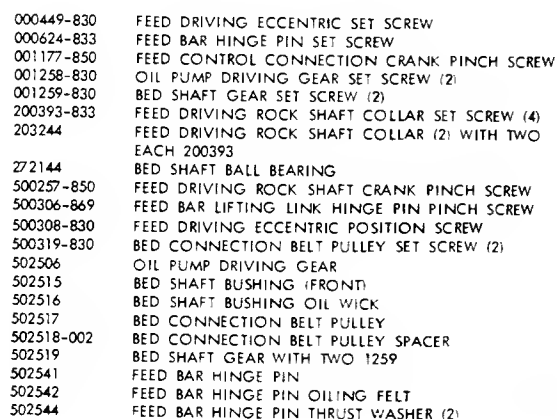 000449-830 FEED DRIVING ECCENTRIC SET SCREW
000624-833 FEED BAR HINGE PIN SET SCREW
001177-850 FEED CONTROL CONNECTION CRANK PINCH SCREW
001258-830 OIL PUMP DRIVING GEAR SET SCREW (2)
001259-830 BED SHAFT GEAR SET SCREW (2)
200393-833 FEED DRIVING ROCK SHAFT COLLAR SET SCREW (4)
203244 FEED DRIVING ROCK SHAFT COLLAR (2) WITH TWO
EACH 200393
272144 BED SHAFT BALL BEARING
500257-850 FEED DRIVING ROCK SHAFT CRANK PINCH SCREW
500306-869 FEED BAR LIFTING LINK HINGE PIN PINCH SCREW
500308-830 FEED DRIVING ECCENTRIC POSITION SCREW
500319-830 BED CONNECTION BELT PULLEY SET SCREW (2)
502506 OIL PUMP DRIVING GEAR
502515 BED SHAFT BUSHING (FRONT)
502516 BED SHAFT BUSHING OIL WICK
502517 BED CONNECTION BELT PULLEY
502518-002 BED CONNECTION BELT PULLEY SPACER
502519 BED SHAFT GEAR WITH TWO 1259
502541 FEED BAR HINGE PIN
502542 FEED BAR HINGE PIN OILING FELT
502544 FEED BAR HINGE PIN THRUST WASHER (2)